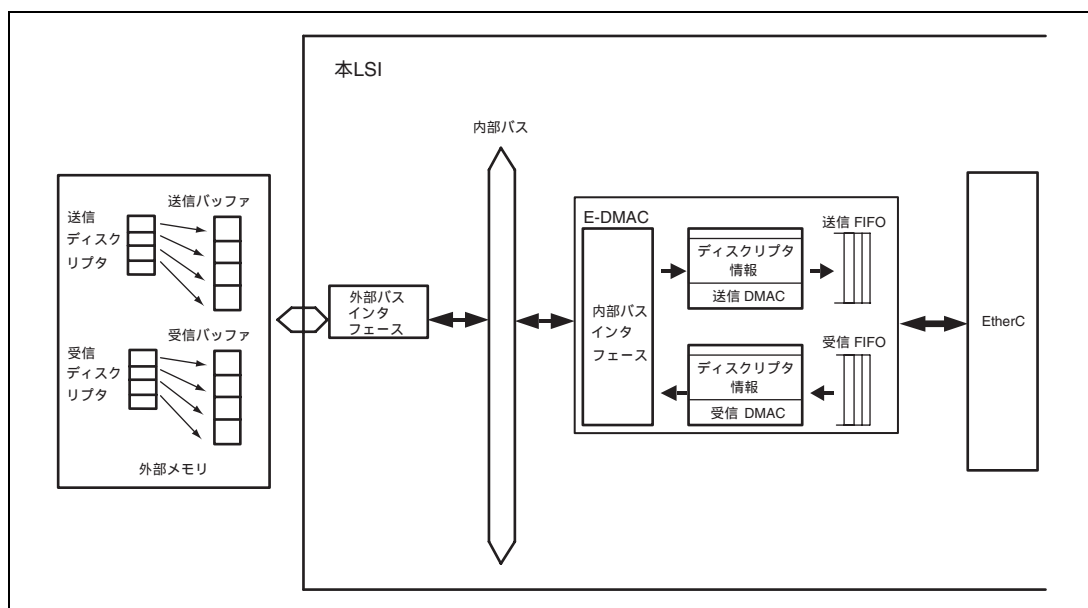 本LSI
内部バス
送信バッファ
送信
ディスク
リプタ
受信バッファ
受信
ディスク
リプタ
外部メモリ
外部バス
インタ
フェース
E-DMAC
内部バス
インタ
フェース
ディスクリプタ
情報
送信 DMAC
送信 FIFO
ディスクリプタ
情報
受信 DMAC
受信 FIFO
EtherC